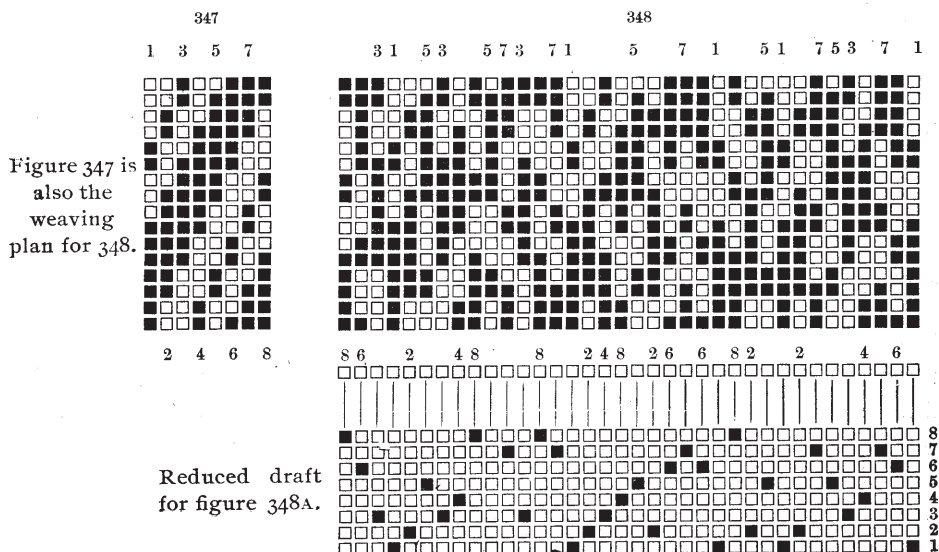 347
348
1 3 5 7
3 1 5 3 5 7 3 7 1 5 7 1 5 1 7 5 3 7 1
Figure 347 is
also the
weaving
plan for 348.
2 4 6 8
8 6 2 4 8 8 2 4 8 2 6 6 8 2 2 4 6
8
7
6
5
4
3
2
1
Reduced draft
for figure 348A.